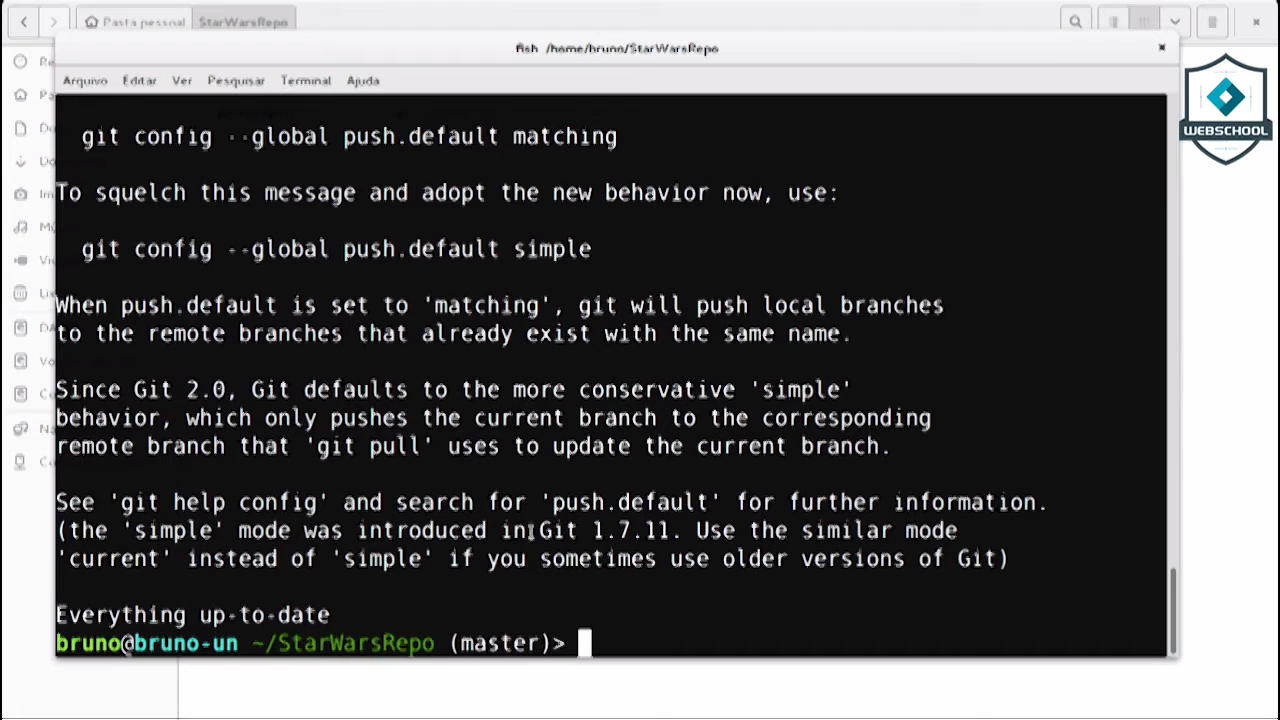 Pasta pessoal StarWarsRepo
fish /home/bruno/StarWarsRepo
Arquivo Editar Ver Pesquisar Terminal Ajuda
git config --global push.default matching
To squelch this message and adopt the new behavior now, use:
git config --global push.default simple
When push.default is set to 'matching', git will push local branches
to the remote branches that already exist with the same name.
Since Git 2.0, Git defaults to the more conservative 'simple'
behavior, which only pushes the current branch to the corresponding
remote branch that 'git pull' uses to update the current branch.
See 'git help config' and search for 'push.default' for further information.
(the 'simple' mode was introduced in Git 1.7.11. Use the similar mode
'current' instead of 'simple' if you sometimes use older versions of Git)
Everything up-to-date
bruno@bruno-un ~/StarWarsRepo (master)>
WEBSCHOOL